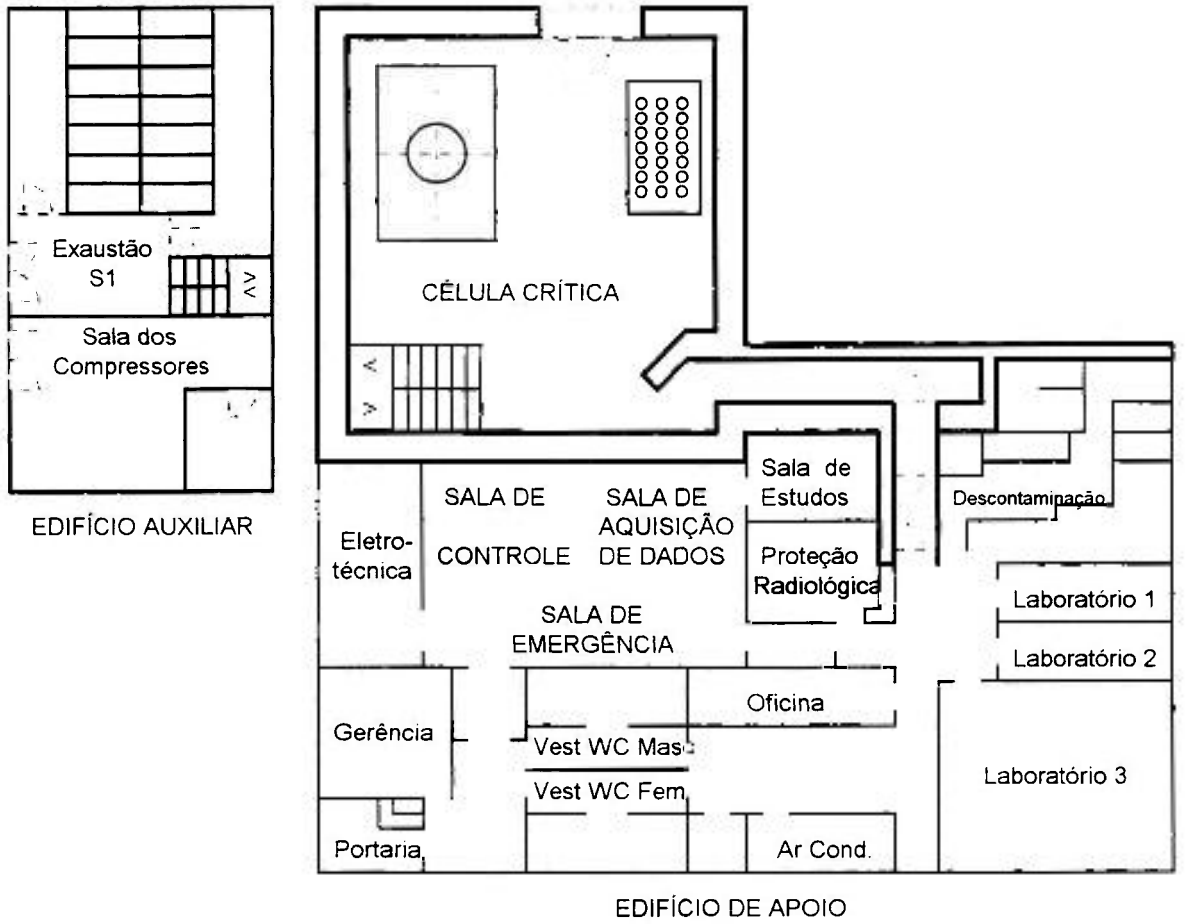 Exaustão
S1
Sala dos
Compressores
EDIFÍCIO AUXILIAR
CÉLULA CRÍTICA
Eletro-
técnica
SALA DE
CONTROLE
SALA DE
AQUISIÇÃO
DE DADOS
SALA DE
EMERGÊNCIA
Sala de
Estudos
Proteção
Radiológica
Descontaminação
Laboratório 1
Laboratório 2
Laboratório 3
Gerência
Vest WC Masc
Vest WC Fem
Oficina
Portaria
Ar Cond.
EDIFÍCIO DE APOIO